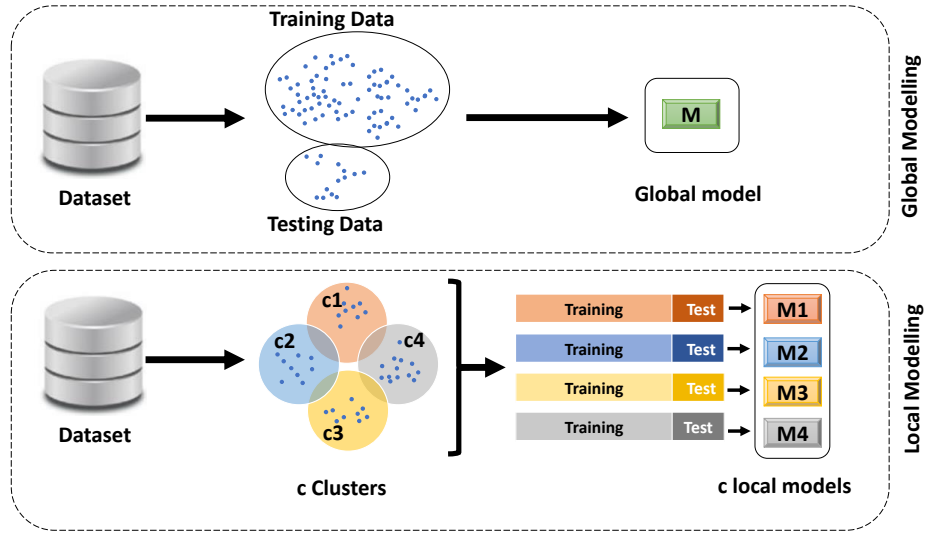 Training Data
M
Dataset
Global model
Testing Data
Global Modelling
c1
c2
c4
c3
Dataset
c Clusters
Training Test
Training Test
Training Test
Training Test
M1
M2
M3
M4
c local models
Local Modelling